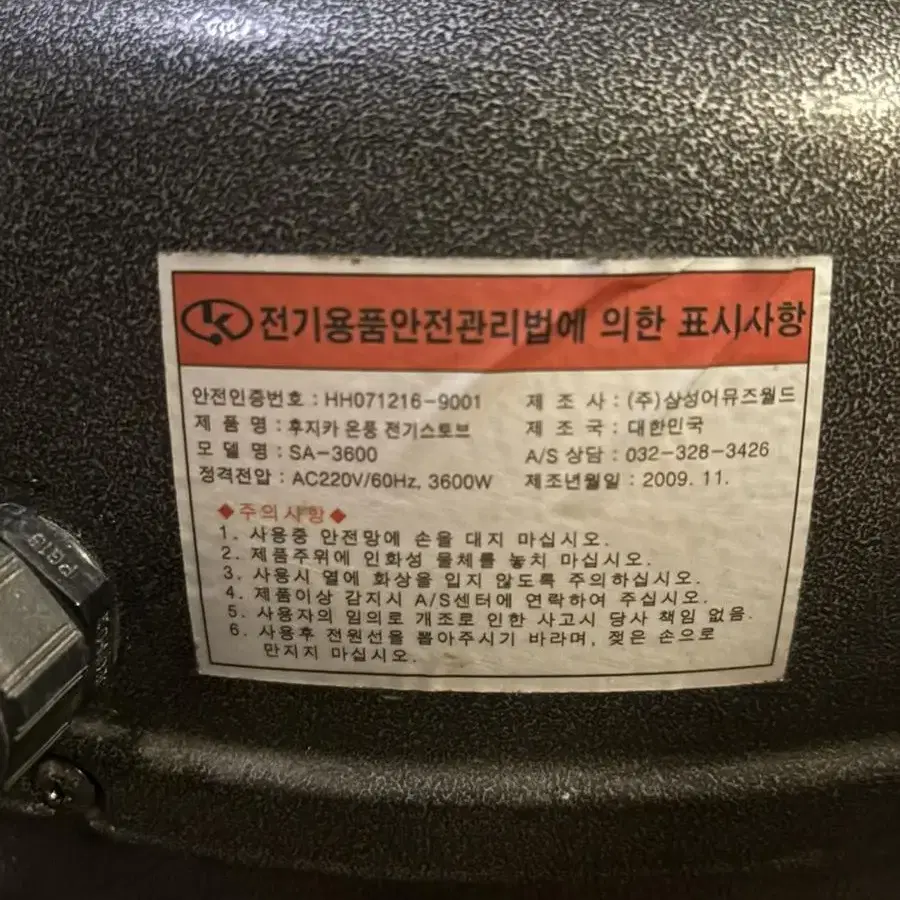 전기용품안전관리법에 의한 표시사항
안전인증번호 : HH071216-9001
제 조 사 : (주)삼성어뮤즈월드
제 품 명 : 후지카 온풍 전기스토브
제 조 국 : 대한민국
모 델 명 : SA-3600
A/S 상담 : 032-328-3426
정격전압 : AC220V/60Hz, 3600W
제조년월일 : 2009. 11.
◆주의사항◆
1. 사용중 안전망에 손을 대지 마십시오.
2. 제품주위에 인화성 물체를 놓치 마십시오.
3. 사용시 열에 화상을 입지 않도록 주의하십시오.
4. 제품이상 감지시 A/S센터에 연락하여 주십시오.
5. 사용자의 임의로 개조로 인한 사고시 당사 책임 없음.
6. 사용후 전원선을 뽑아주시기 바라며, 젖은 손으로
만지지 마십시오.